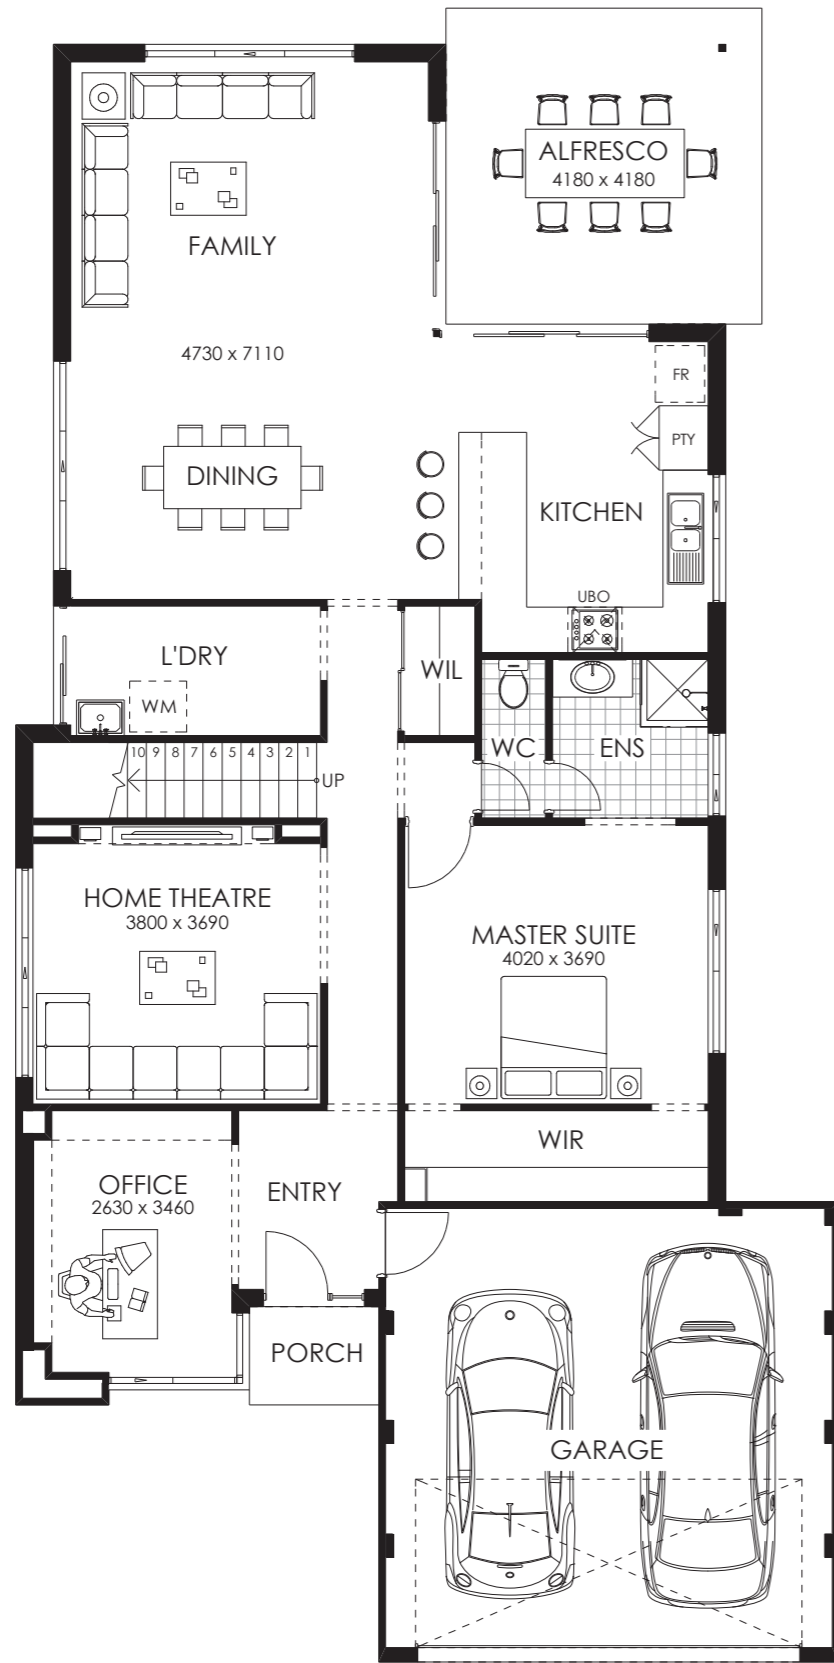 ALFRESCO
4180 x 4180
FAMILY
4730 x 7110
FR
PTY
DINING
KITCHEN
UBO
L'DRY
WIL
WM
WC
ENS
10 9 8 7 6 5 4 3 2 1
UP
HOME THEATRE
3800 x 3690
MASTER SUITE
4020 x 3690
WIR
OFFICE
2630 x 3460
ENTRY
PORCH
GARAGE